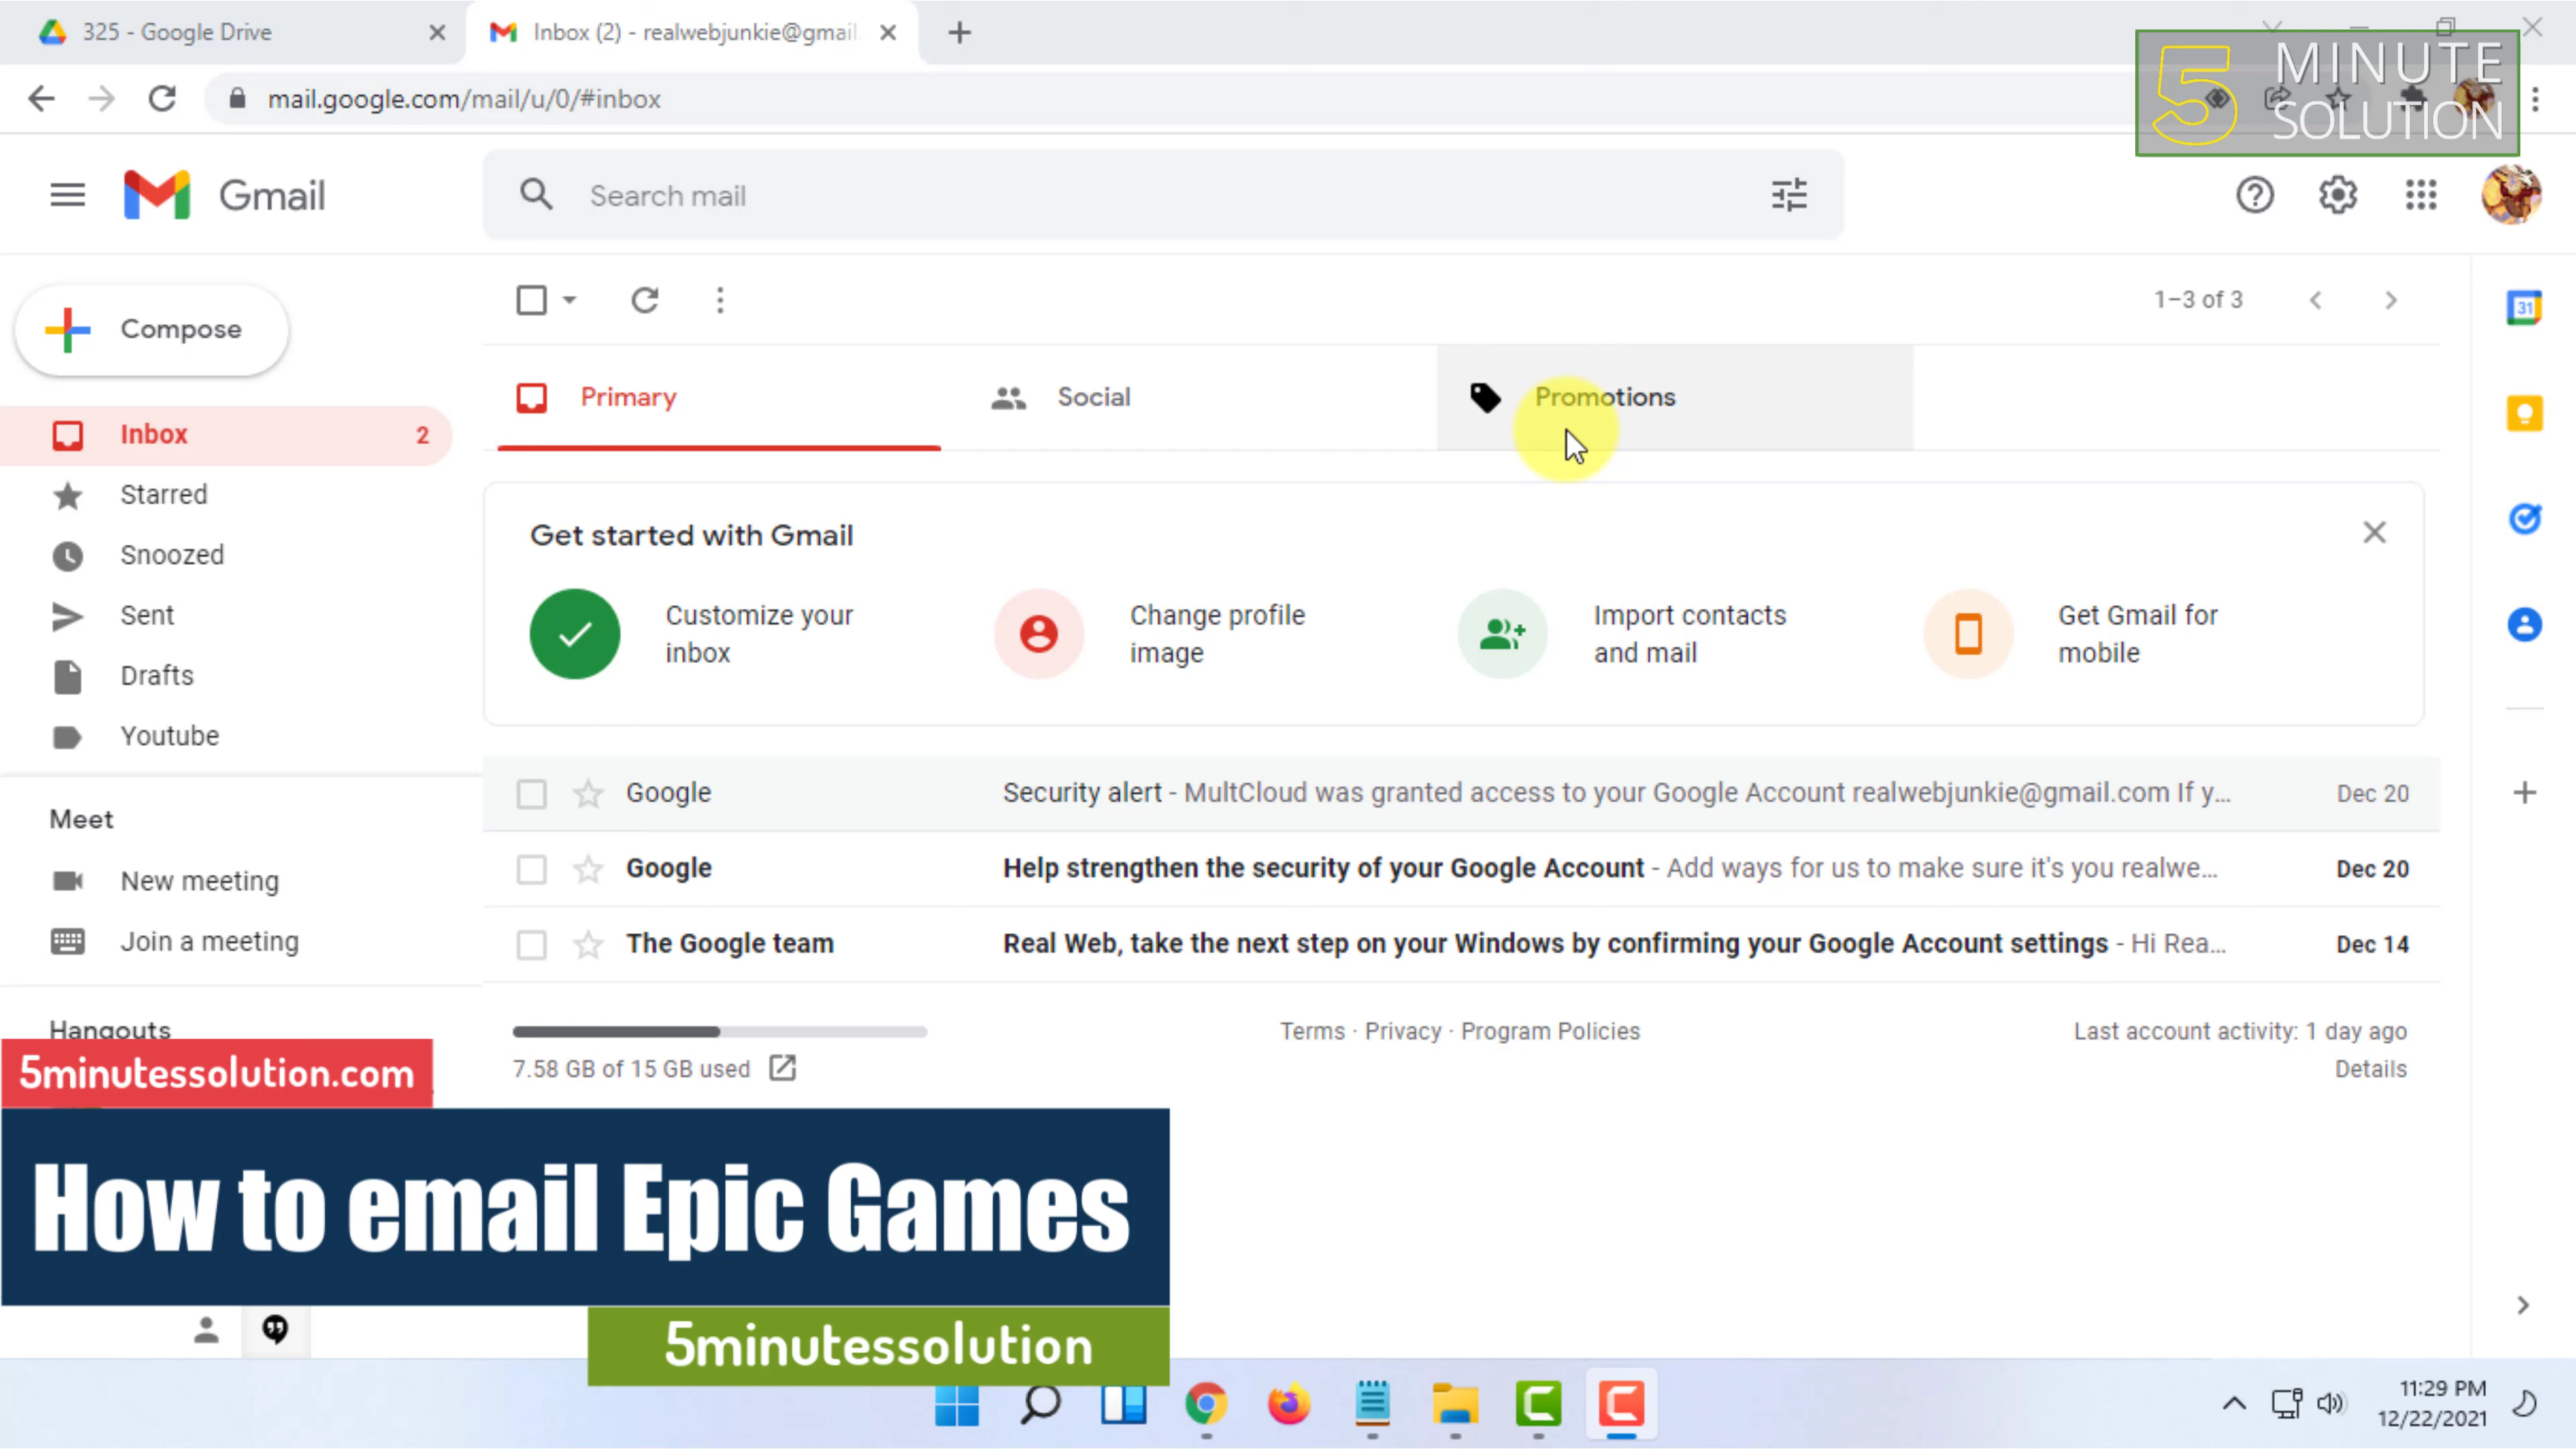 325 - Google Drive
Inbox (2) - realwebjunkie@gmail.
mail.google.com/mail/u/0/#inbox
5 MINUTE
SOLUTION
Gmail
Search mail
Compose
1–3 of 3
Primary
Social
Promotions
Inbox 2
Starred
Snoozed
Sent
Drafts
Youtube
Get started with Gmail
Customize your
inbox
Change profile
image
Import contacts
and mail
Get Gmail for
mobile
31
Google Security alert - MultCloud was granted access to your Google Account realwebjunkie@gmail.com If y... Dec 20
Google Help strengthen the security of your Google Account - Add ways for us to make sure it's you realwe... Dec 20
The Google team Real Web, take the next step on your Windows by confirming your Google Account settings - Hi Rea... Dec 14
Meet
New meeting
Join a meeting
Hangouts
7.58 GB of 15 GB used
Terms · Privacy · Program Policies
Last account activity: 1 day ago
Details
5minutessolution.com
How to email Epic Games
5minutessolution
11:29 PM
12/22/2021